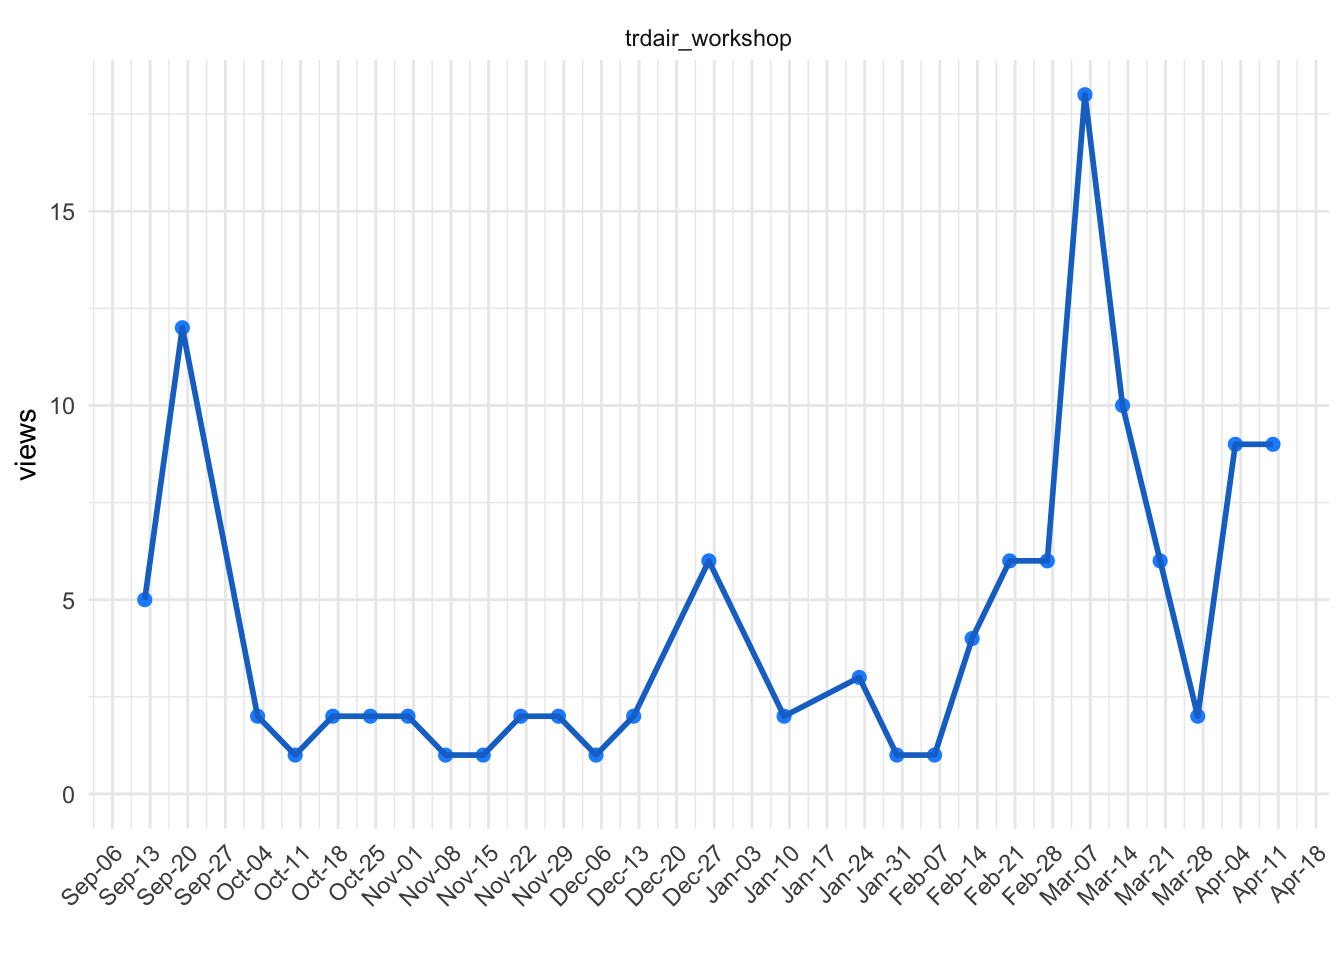 trdair_workshop
views
15
10
5
0
Sep-06
Sep-13
Sep-20
Sep-27
Oct-04
Oct-11
Oct-18
Oct-25
Nov-01
Nov-08
Nov-15
Nov-22
Nov-29
Dec-06
Dec-13
Dec-20
Dec-27
Jan-03
Jan-10
Jan-17
Jan-24
Jan-31
Feb-07
Feb-14
Feb-21
Feb-28
Mar-07
Mar-14
Mar-21
Mar-28
Apr-04
Apr-11
Apr-18